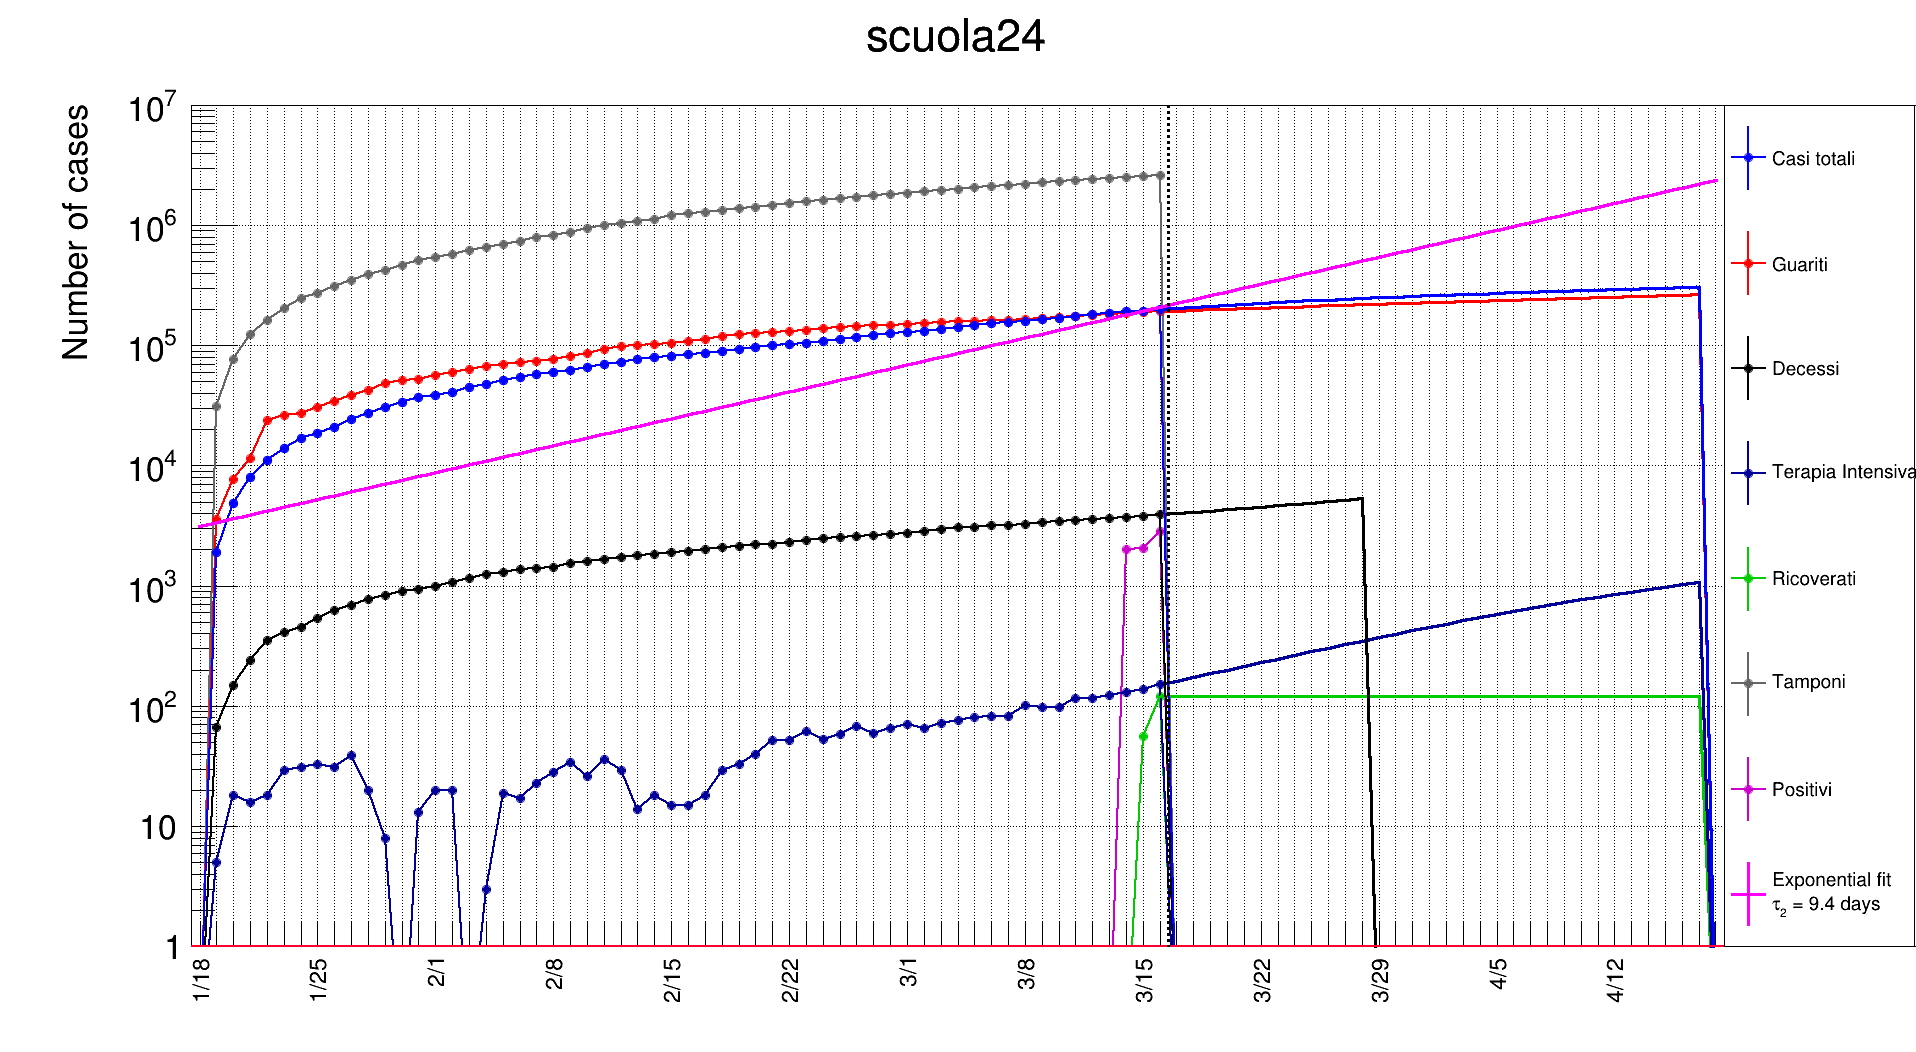 scuola24
Number of cases
10^7
10^6
10^5
10^4
10^3
10^2
10
1
1/18
1/25
2/1
2/8
2/15
2/22
3/1
3/8
3/15
3/22
3/29
4/5
4/12
Casi totali
Guariti
Decessi
Terapia Intensiva
Ricoverati
Tamponi
Positivi
Exponential fit
τ₂ = 9.4 days